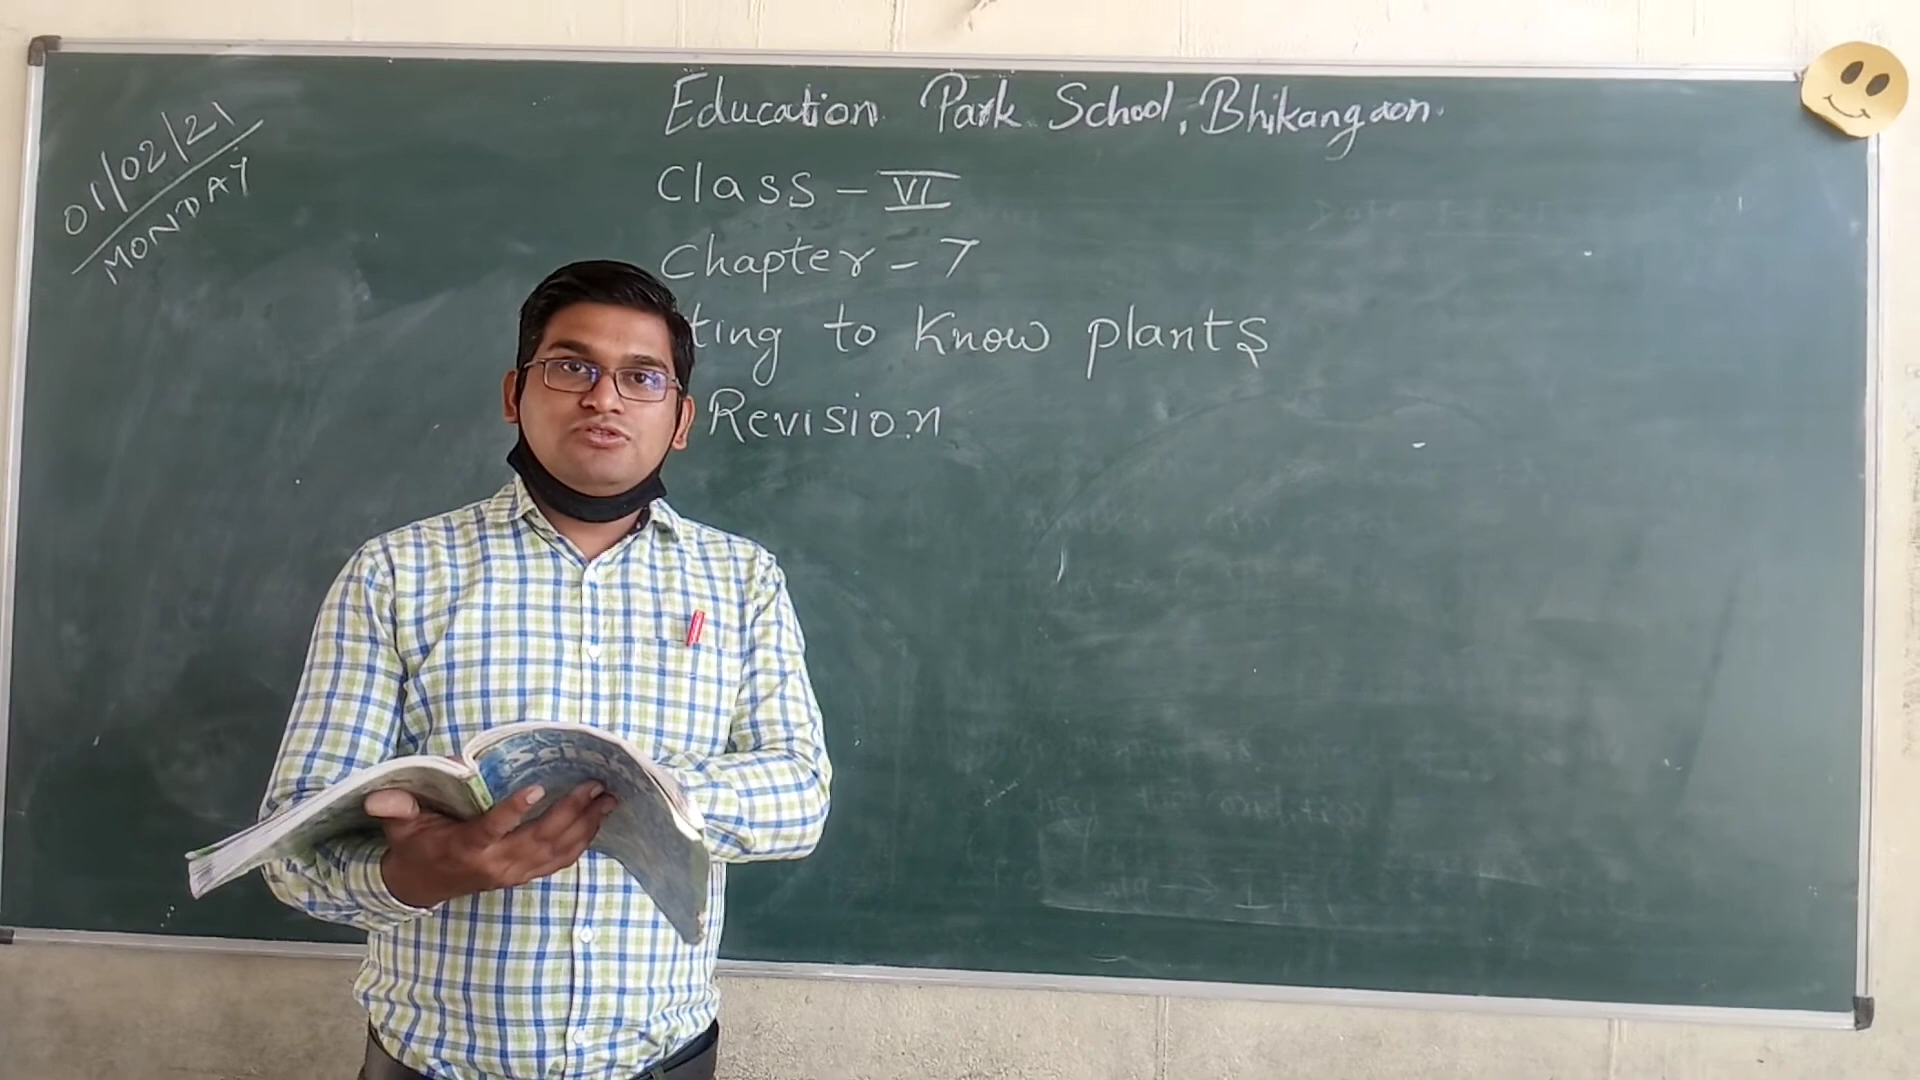 01/02/21
MONDAY
Education Park School, Bhikangaon.
Class - VI
Chapter - 7
ting to Know plants
Revision